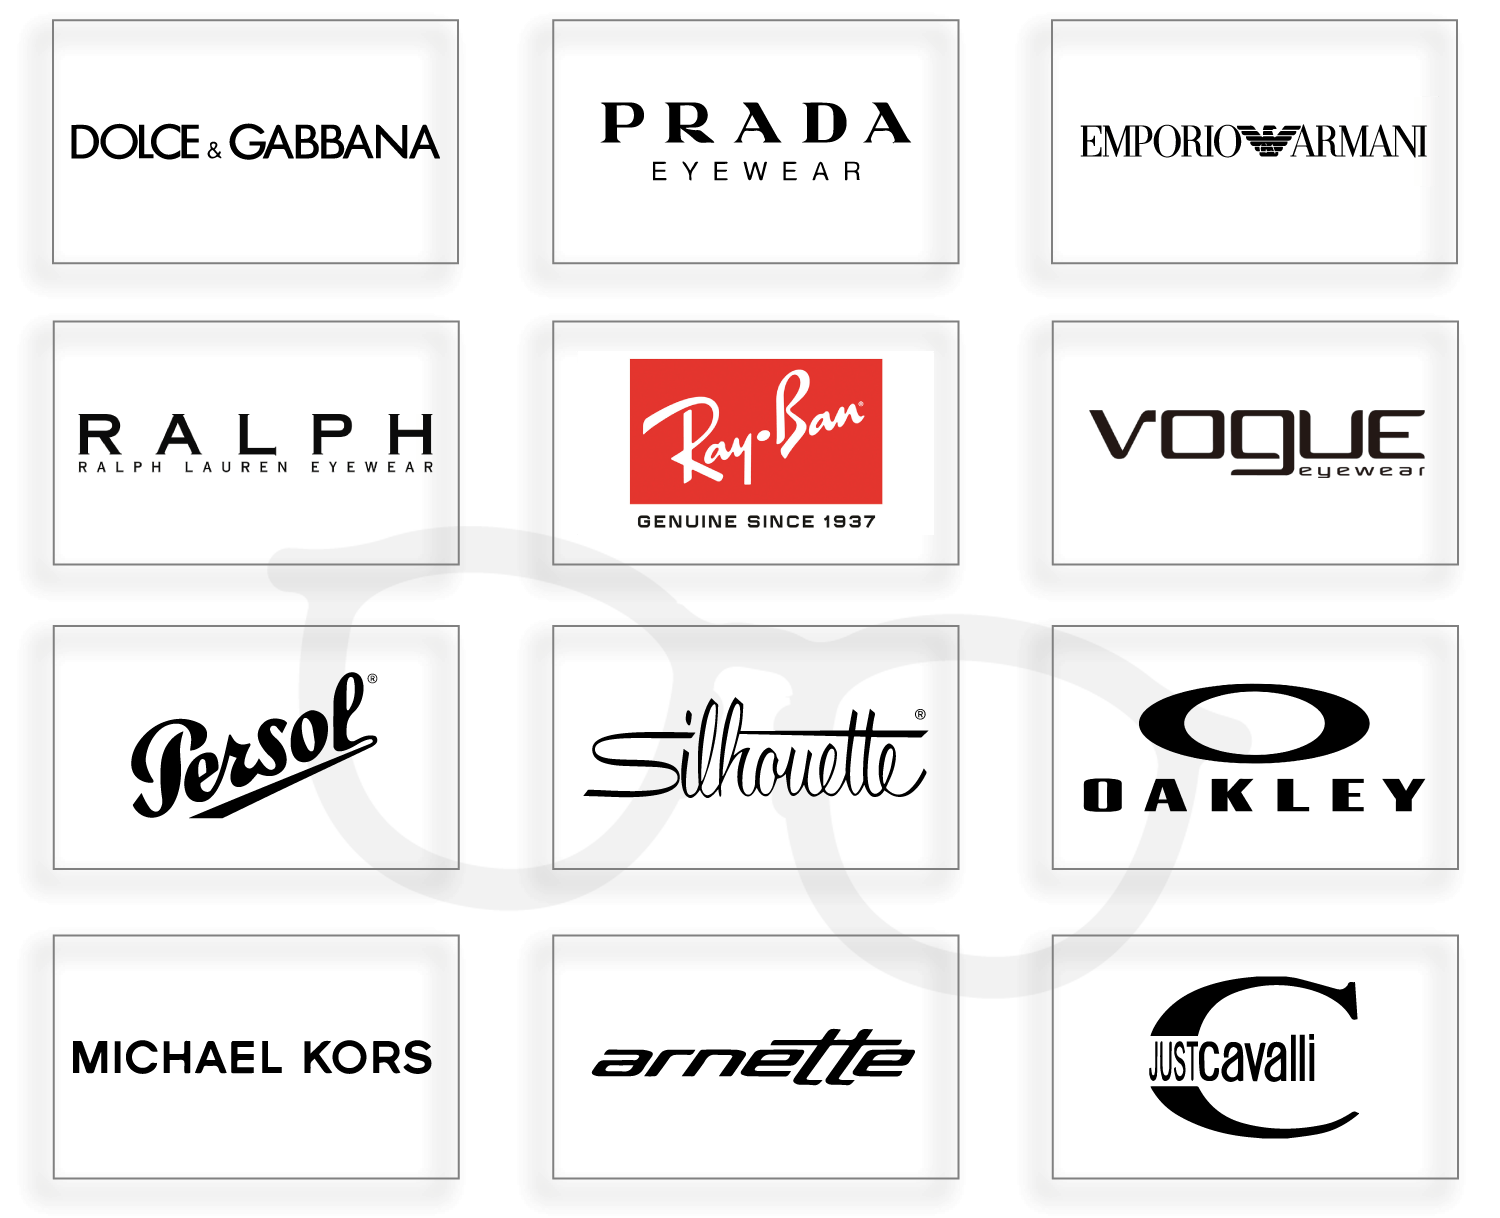 DOLCE & GABBANA
PRADA
EYEWEAR
EMPORIO ARMANI
RALPH
RALPH LAUREN EYEWEAR
Ray-Ban®
GENUINE SINCE 1937
VOGUE
eyewear
Persol®
Silhouette®
OAKLEY
MICHAEL KORS
arnette
JUST cavalli